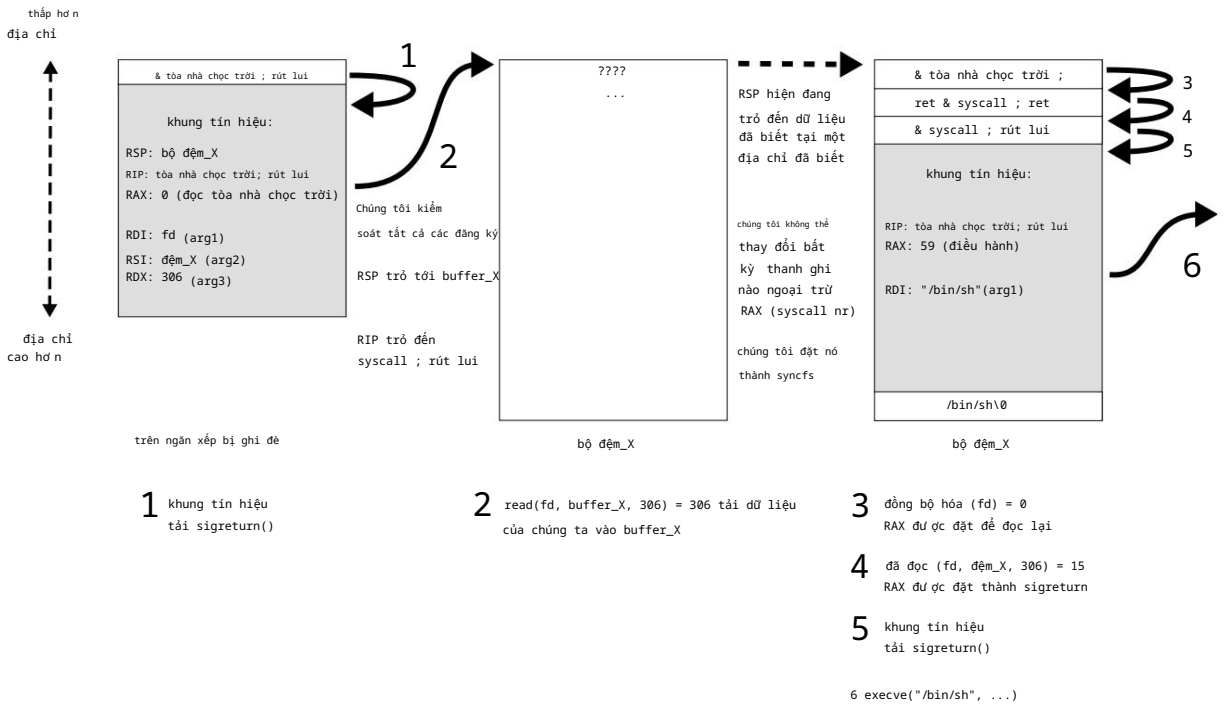 thấp hơn
địa chỉ
địa chỉ
cao hơn
& tòa nhà chọc trời ; rút lui
khung tín hiệu:
RSP: bộ đệm_X
RIP: tòa nhà chọc trời; rút lui
RAX: 0 (đọc tòa nhà chọc trời)
RDI: fd (arg1)
RSI: đệm_X (arg2)
RDX: 306 (arg3)
1
2
Chúng tôi kiểm
soát tất cả các đăng ký
RSP trỏ tới buffer_X
RIP trỏ đến
syscall ; rút lui
????
...
RSP hiện đang
trỏ đến dữ liệu
đã biết tại một
địa chỉ đã biết
chúng tôi không thể
thay đổi bất
kỳ thanh ghi
nào ngoại trừ
RAX (syscall nr)
chúng tôi đặt nó
thành syncfs
& tòa nhà chọc trời ;
ret & syscall ; ret
& syscall ; rút lui
khung tín hiệu:
RIP: tòa nhà chọc trời; rút lui
RAX: 59 (điều hành)
RDI: "/bin/sh"(arg1)
/bin/sh\0
3
4
5
6
trên ngăn xếp bị ghi đè
bộ đệm_X
bộ đệm_X
1 khung tín hiệu
tải sigreturn()
2 read(fd, buffer_X, 306) = 306 tải dữ liệu
của chúng ta vào buffer_X
3 đồng bộ hóa (fd) = 0
RAX được đặt để đọc lại
4 đã đọc (fd, đệm_X, 306) = 15
RAX được đặt thành sigreturn
5 khung tín hiệu
tải sigreturn()
6 execve("/bin/sh", ...)